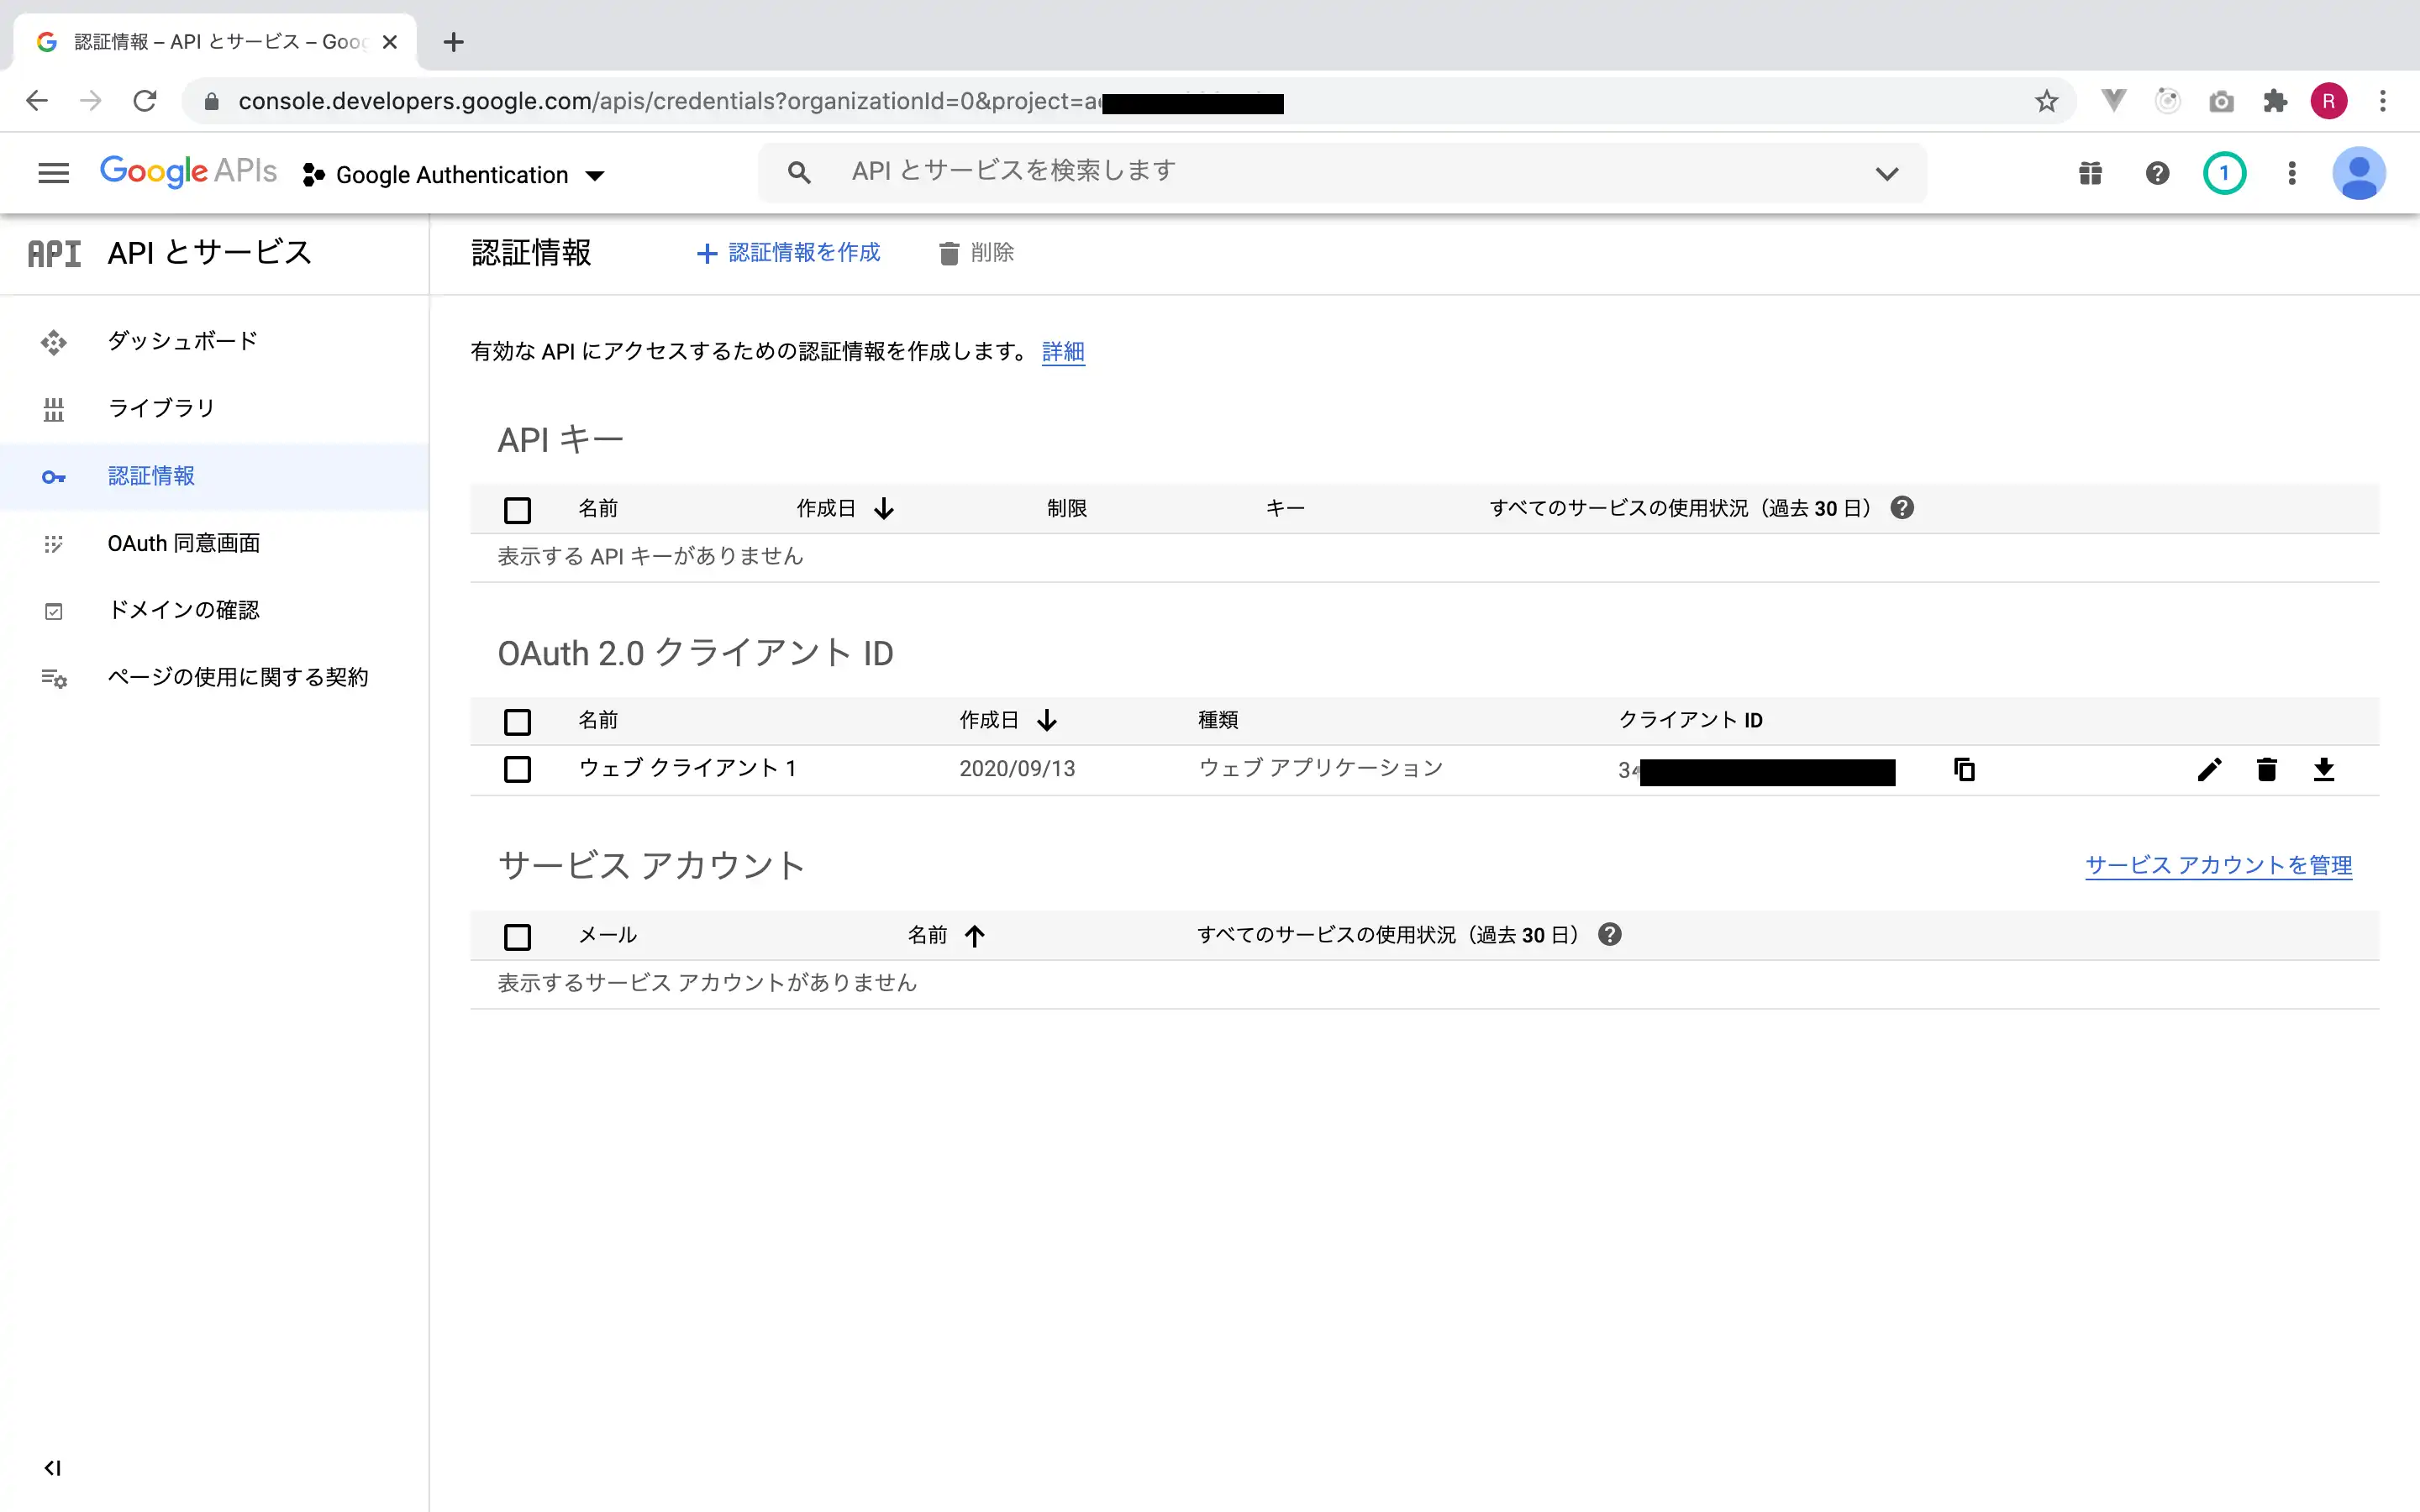 認証情報 – API とサービス – Goog
console.developers.google.com/apis/credentials?organizationId=0&project=a
R
Google APIs
Google Authentication
API とサービスを検索します
1
API
API とサービス
認証情報
認証情報を作成
削除
ダッシュボード
ライブラリ
認証情報
OAuth 同意画面
ドメインの確認
ページの使用に関する契約
有効な API にアクセスするための認証情報を作成します。 詳細
API キー
名前 作成日 制限 キー すべてのサービスの使用状況（過去 30 日）
表示する API キーがありません
OAuth 2.0 クライアント ID
名前 作成日 種類 クライアント ID
ウェブ クライアント 1 2020/09/13 ウェブ アプリケーション 3
サービス アカウント
サービス アカウントを管理
メール 名前 すべてのサービスの使用状況（過去 30 日）
表示するサービス アカウントがありません